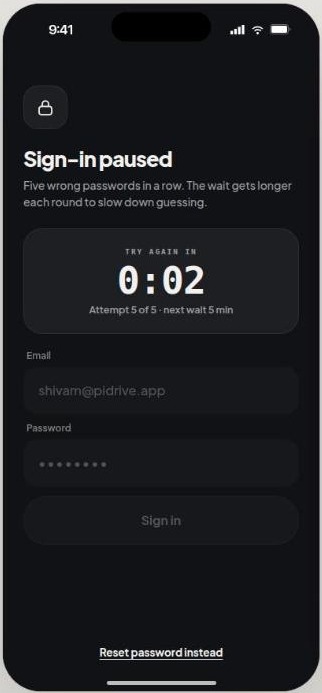 9:41
Sign-in paused
Five wrong passwords in a row. The wait gets longer
each round to slow down guessing.
TRY AGAIN IN
0:02
Attempt 5 of 5 · next wait 5 min
Email
shivam@pidrive.app
Password
••••••••
Sign in
Reset password instead